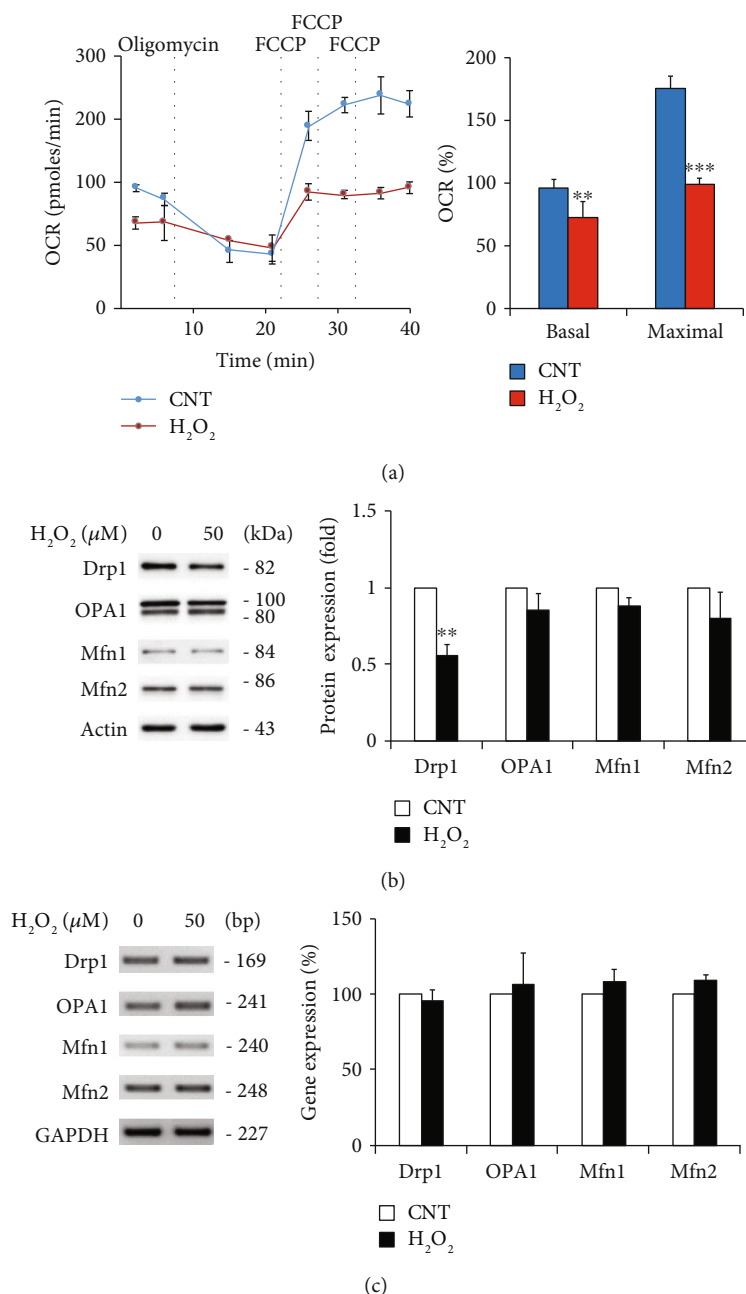 FCCP
Oligomycin FCCP FCCP
OCR (pmoles/min)
300
200
100
50
0
10 20 30 40
Time (min)
CNT
H₂O₂
OCR (%)
200
150
100
50
0
**
***
Basal Maximal
CNT
H₂O₂
(a)
H₂O₂ (μM) 0 50 (kDa)
Drp1 - 82
OPA1 - 100
- 80
Mfn1 - 84
Mfn2 - 86
Actin - 43
Protein expression (fold)
1.5
1
0.5
0
**
Drp1 OPA1 Mfn1 Mfn2
CNT
H₂O₂
(b)
H₂O₂ (μM) 0 50 (bp)
Drp1 - 169
OPA1 - 241
Mfn1 - 240
Mfn2 - 248
GAPDH - 227
Gene expression (%)
150
100
50
0
Drp1 OPA1 Mfn1 Mfn2
CNT
H₂O₂
(c)